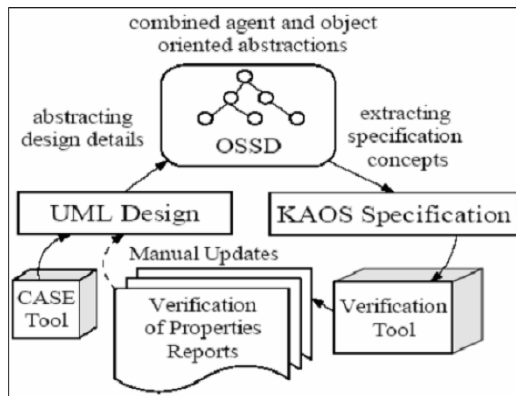 combined agent and object
oriented abstractions
abstracting
design details
OSSD
extracting
specification
concepts
UML Design
KAOS Specification
Manual Updates
CASE
Tool
Verification
of Properties
Reports
Verification
Tool